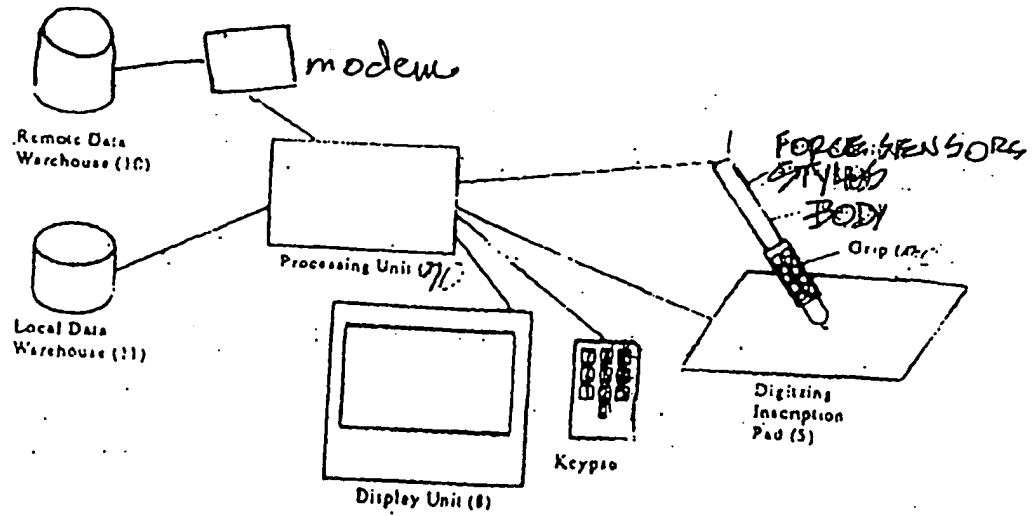 modem
Remote Data
Warehouse (10)
FORCE SENSORS
STYLUS
BODY
Grip
Processing Unit
Local Data
Warehouse (11)
Digitizing
Inscription
Pad (5)
Display Unit (8)